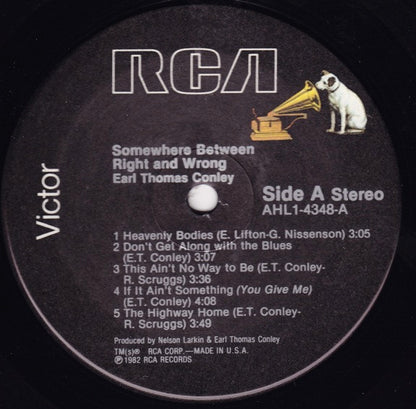 RCA
Somewhere Between
Right and Wrong
Earl Thomas Conley
Victor
Side A Stereo
AHL1-4348-A
1 Heavenly Bodies (E. Lifton-G. Nissenson) 3:05
2 Don't Get Along with the Blues
(E.T. Conley) 3:07
3 This Ain't No Way to Be (E.T. Conley-
R. Scruggs) 3:36
4 If It Ain't Something (You Give Me)
(E.T. Conley) 4:08
5 The Highway Home (E.T. Conley-
R. Scruggs) 3:49
Produced by Nelson Larkin & Earl Thomas Conley
TM(s)® RCA CORP.—MADE IN U.S.A.
℗1982 RCA RECORDS